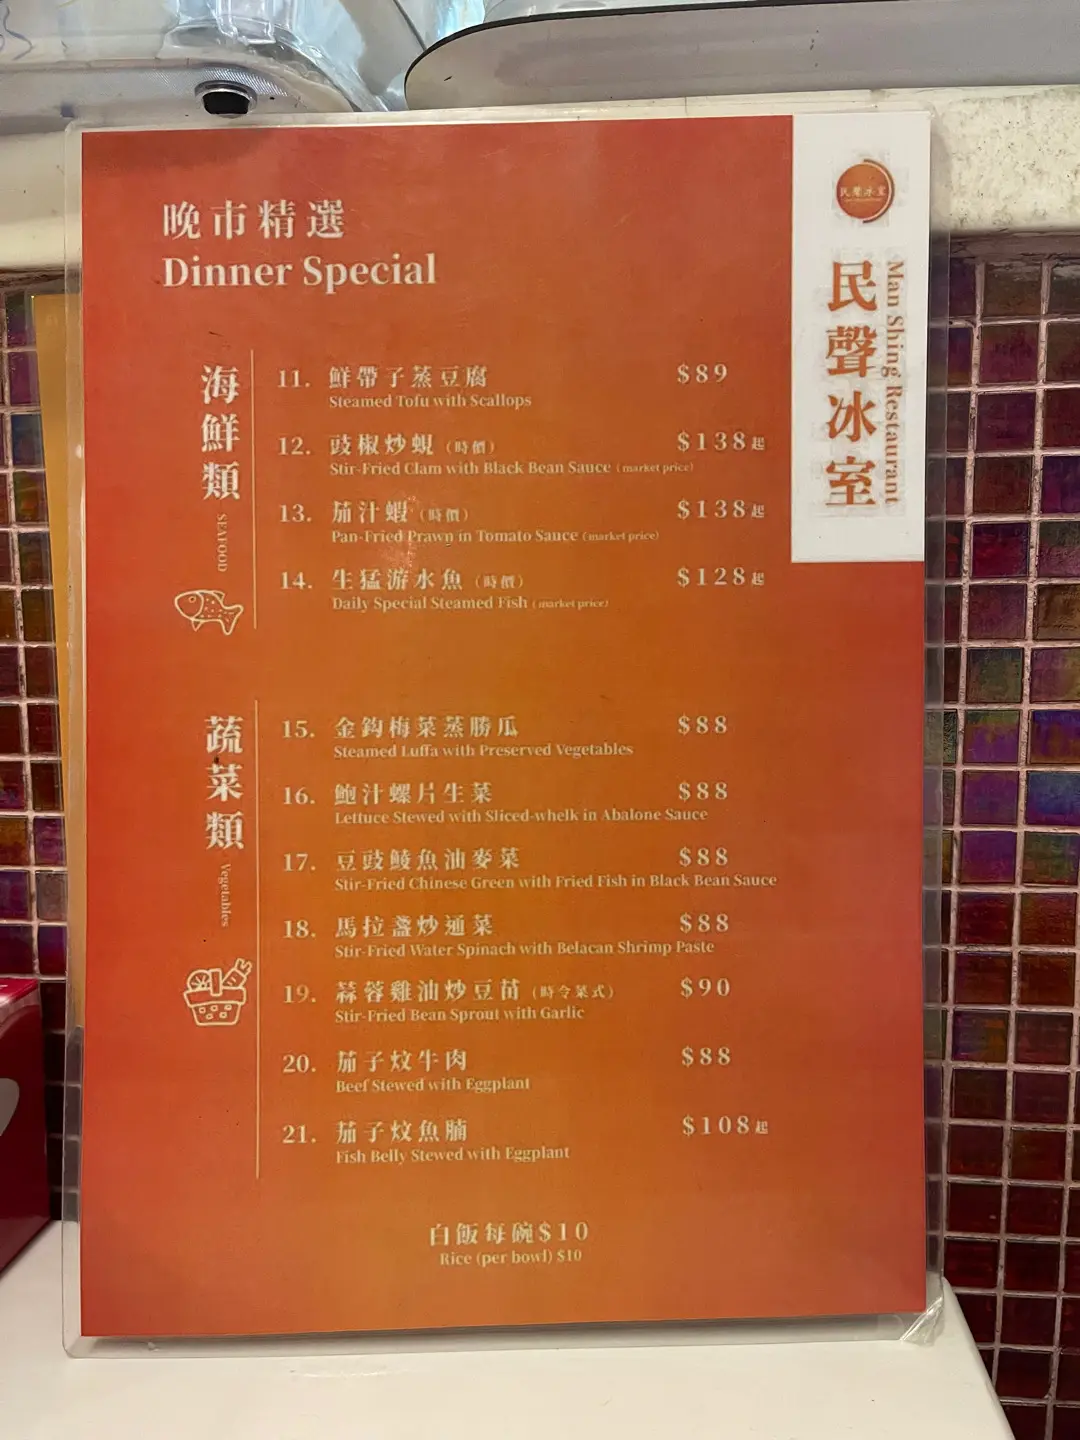 晚市精選
Dinner Special
民聲冰室
民聲冰室
Man Shing Restaurant
海鮮類
SEAFOOD
11. 鮮帶子蒸豆腐 $89
Steamed Tofu with Scallops
12. 豉椒炒蜆（時價） $138起
Stir-Fried Clam with Black Bean Sauce (market price)
13. 茄汁蝦（時價） $138起
Pan-Fried Prawn in Tomato Sauce (market price)
14. 生猛游水魚（時價） $128起
Daily Special Steamed Fish (market price)
蔬菜類
Vegetables
15. 金鈎梅菜蒸勝瓜 $88
Steamed Luffa with Preserved Vegetables
16. 鮑汁螺片生菜 $88
Lettuce Stewed with Sliced-whelk in Abalone Sauce
17. 豆豉鯪魚油麥菜 $88
Stir-Fried Chinese Green with Fried Fish in Black Bean Sauce
18. 馬拉盞炒通菜 $88
Stir-Fried Water Spinach with Belacan Shrimp Paste
19. 蒜蓉雞油炒豆苗（時令菜式） $90
Stir-Fried Bean Sprout with Garlic
20. 茄子炆牛肉 $88
Beef Stewed with Eggplant
21. 茄子炆魚腩 $108起
Fish Belly Stewed with Eggplant
白飯每碗$10
Rice (per bowl) $10